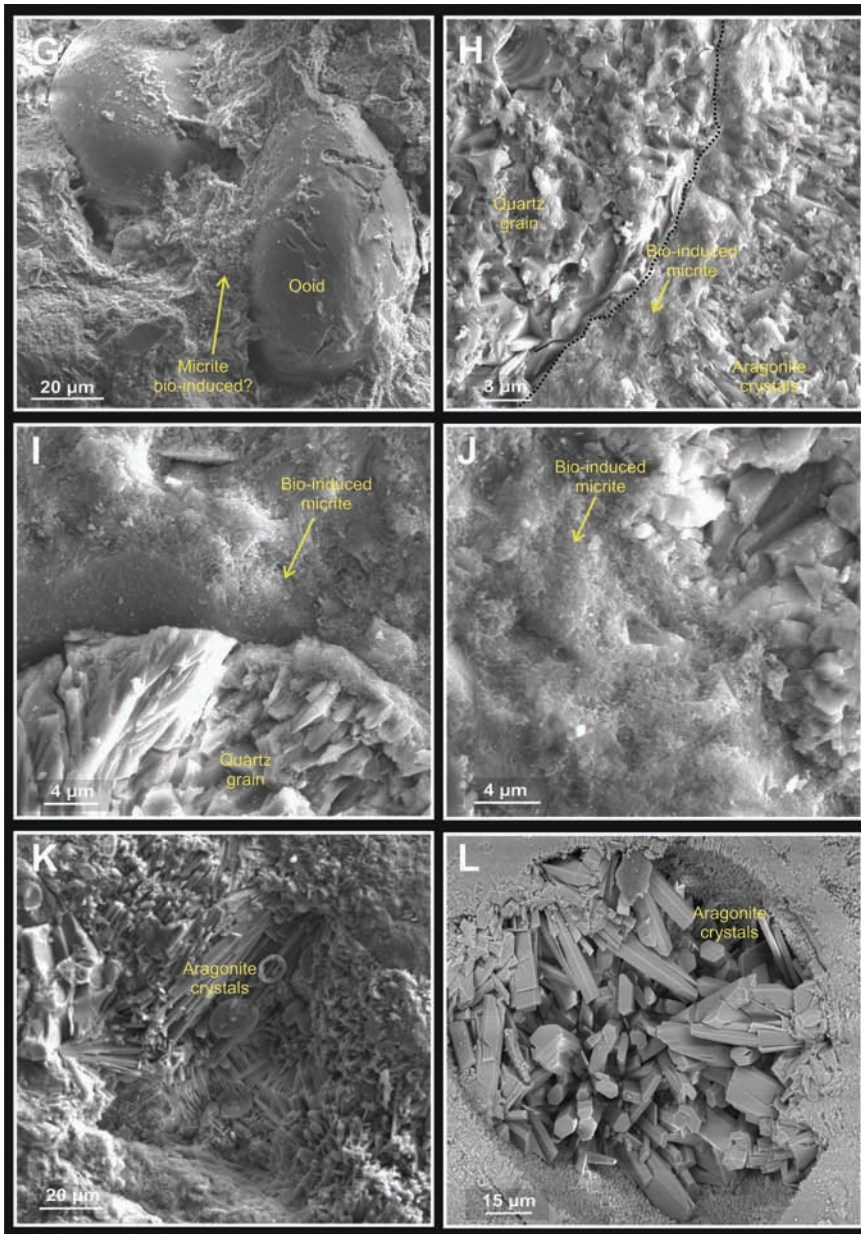 G
Ooid
Micrite
bio-induced?
20 µm
H
Quartz
grain
Bio-induced
micrite
Aragonite
crystals
3 µm
I
Bio-induced
micrite
Quartz
grain
4 µm
J
Bio-induced
micrite
4 µm
K
Aragonite
crystals
20 µm
L
Aragonite
crystals
15 µm